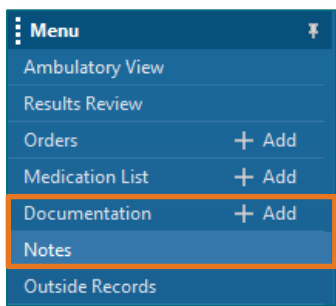 Menu
Ambulatory View
Results Review
Orders + Add
Medication List + Add
Documentation + Add
Notes
Outside Records